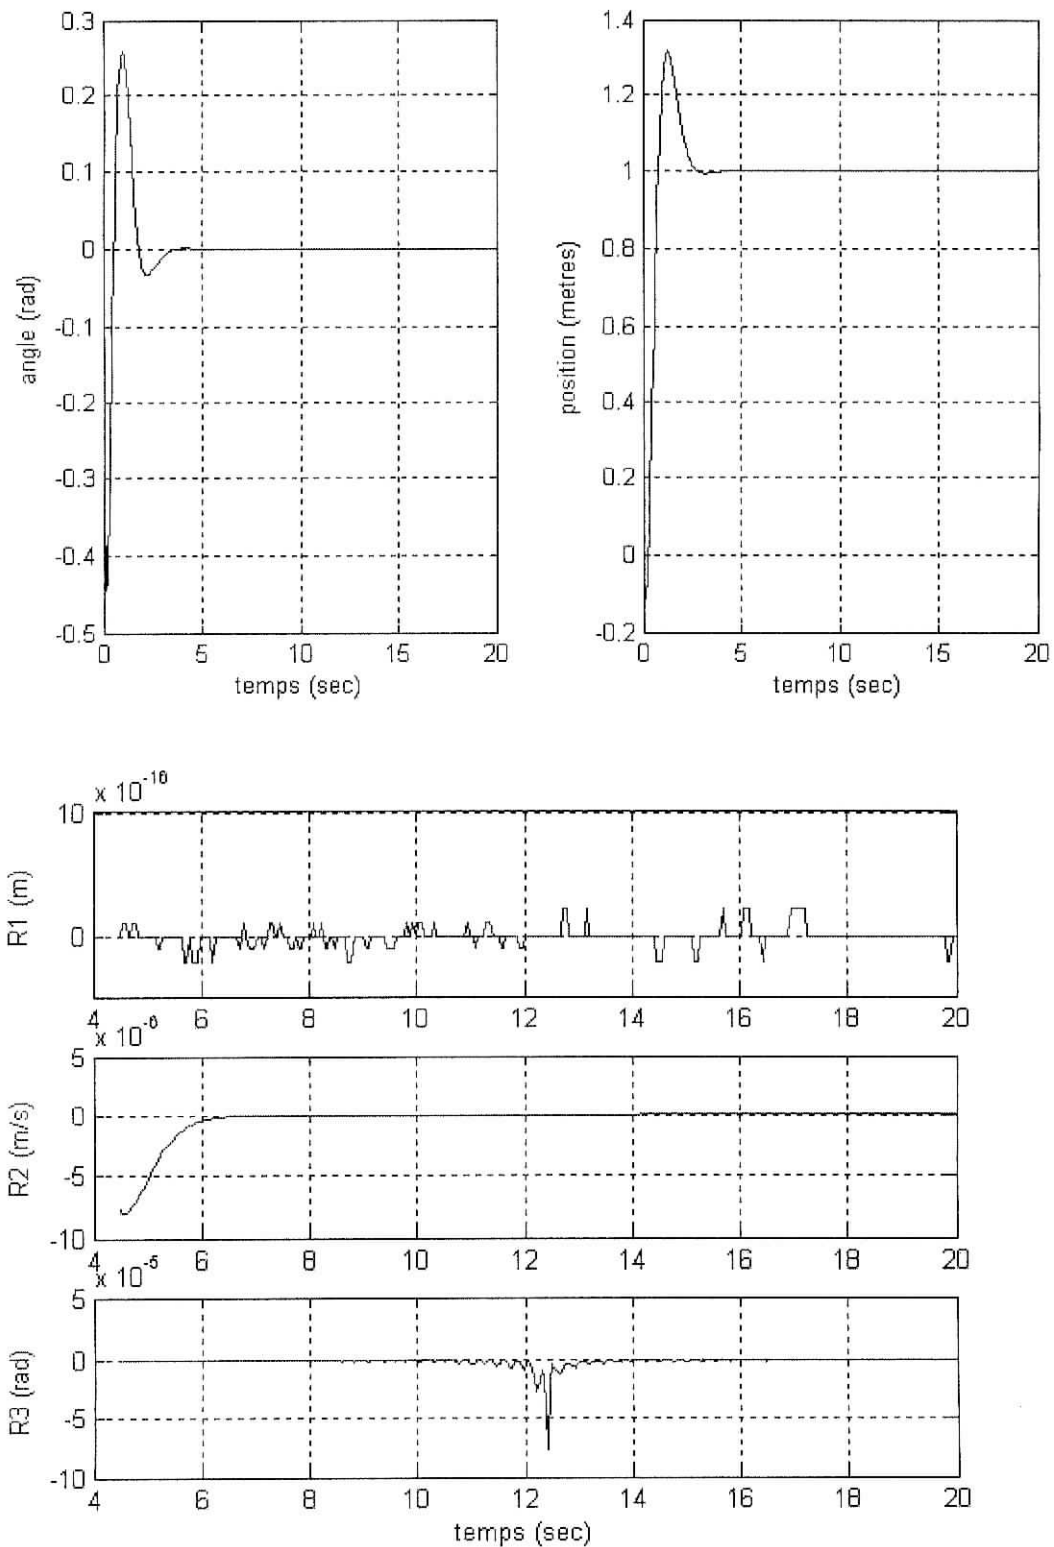 0.3
0.2
0.1
0
-0.1
-0.2
-0.3
-0.4
-0.5
angle (rad)
0 5 10 15 20
temps (sec)
1.4
1.2
1
0.8
0.6
0.4
0.2
0
-0.2
position (metres)
0 5 10 15 20
temps (sec)
x 10^-16
10
0
R1 (m)
4 6 8 10 12 14 16 18 20
x 10^-6
5
0
-5
-10
R2 (m/s)
4 6 8 10 12 14 16 18 20
x 10^-5
5
0
-5
-10
R3 (rad)
4 6 8 10 12 14 16 18 20
temps (sec)